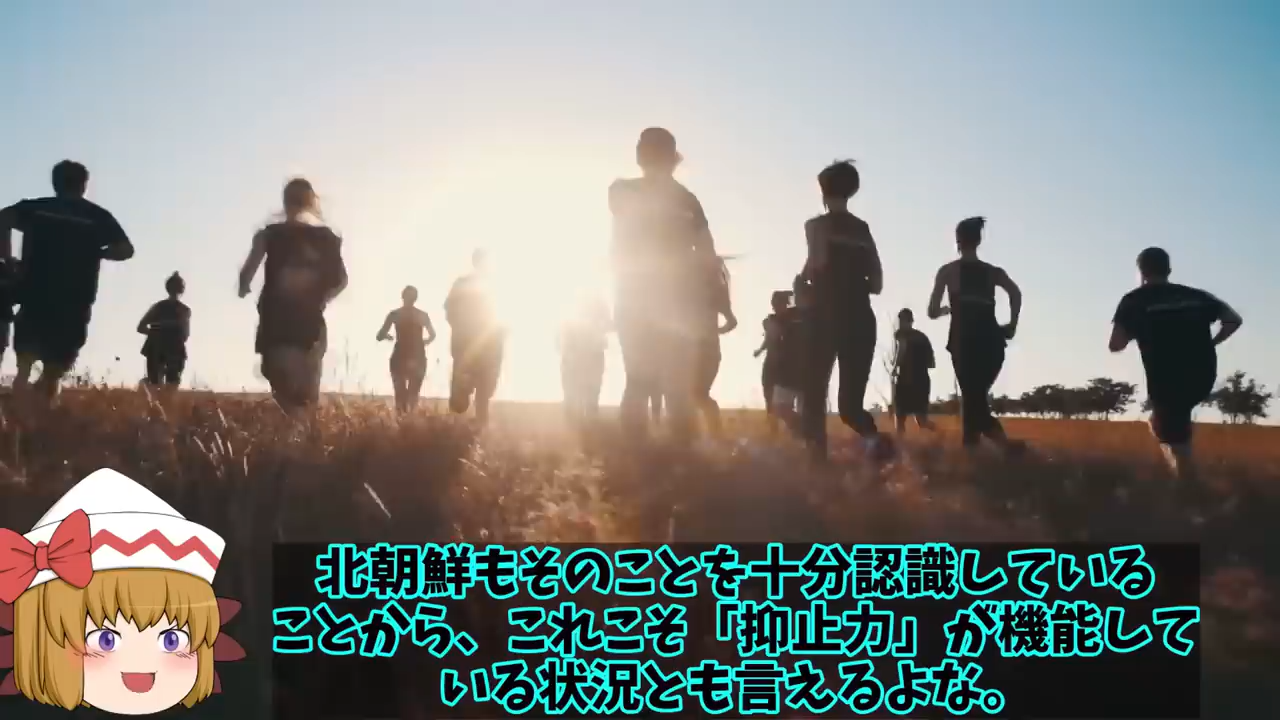 北朝鮮もそのことを十分認識している
ことから、これこそ「抑止力」が機能して
いる状況とも言えるよな。